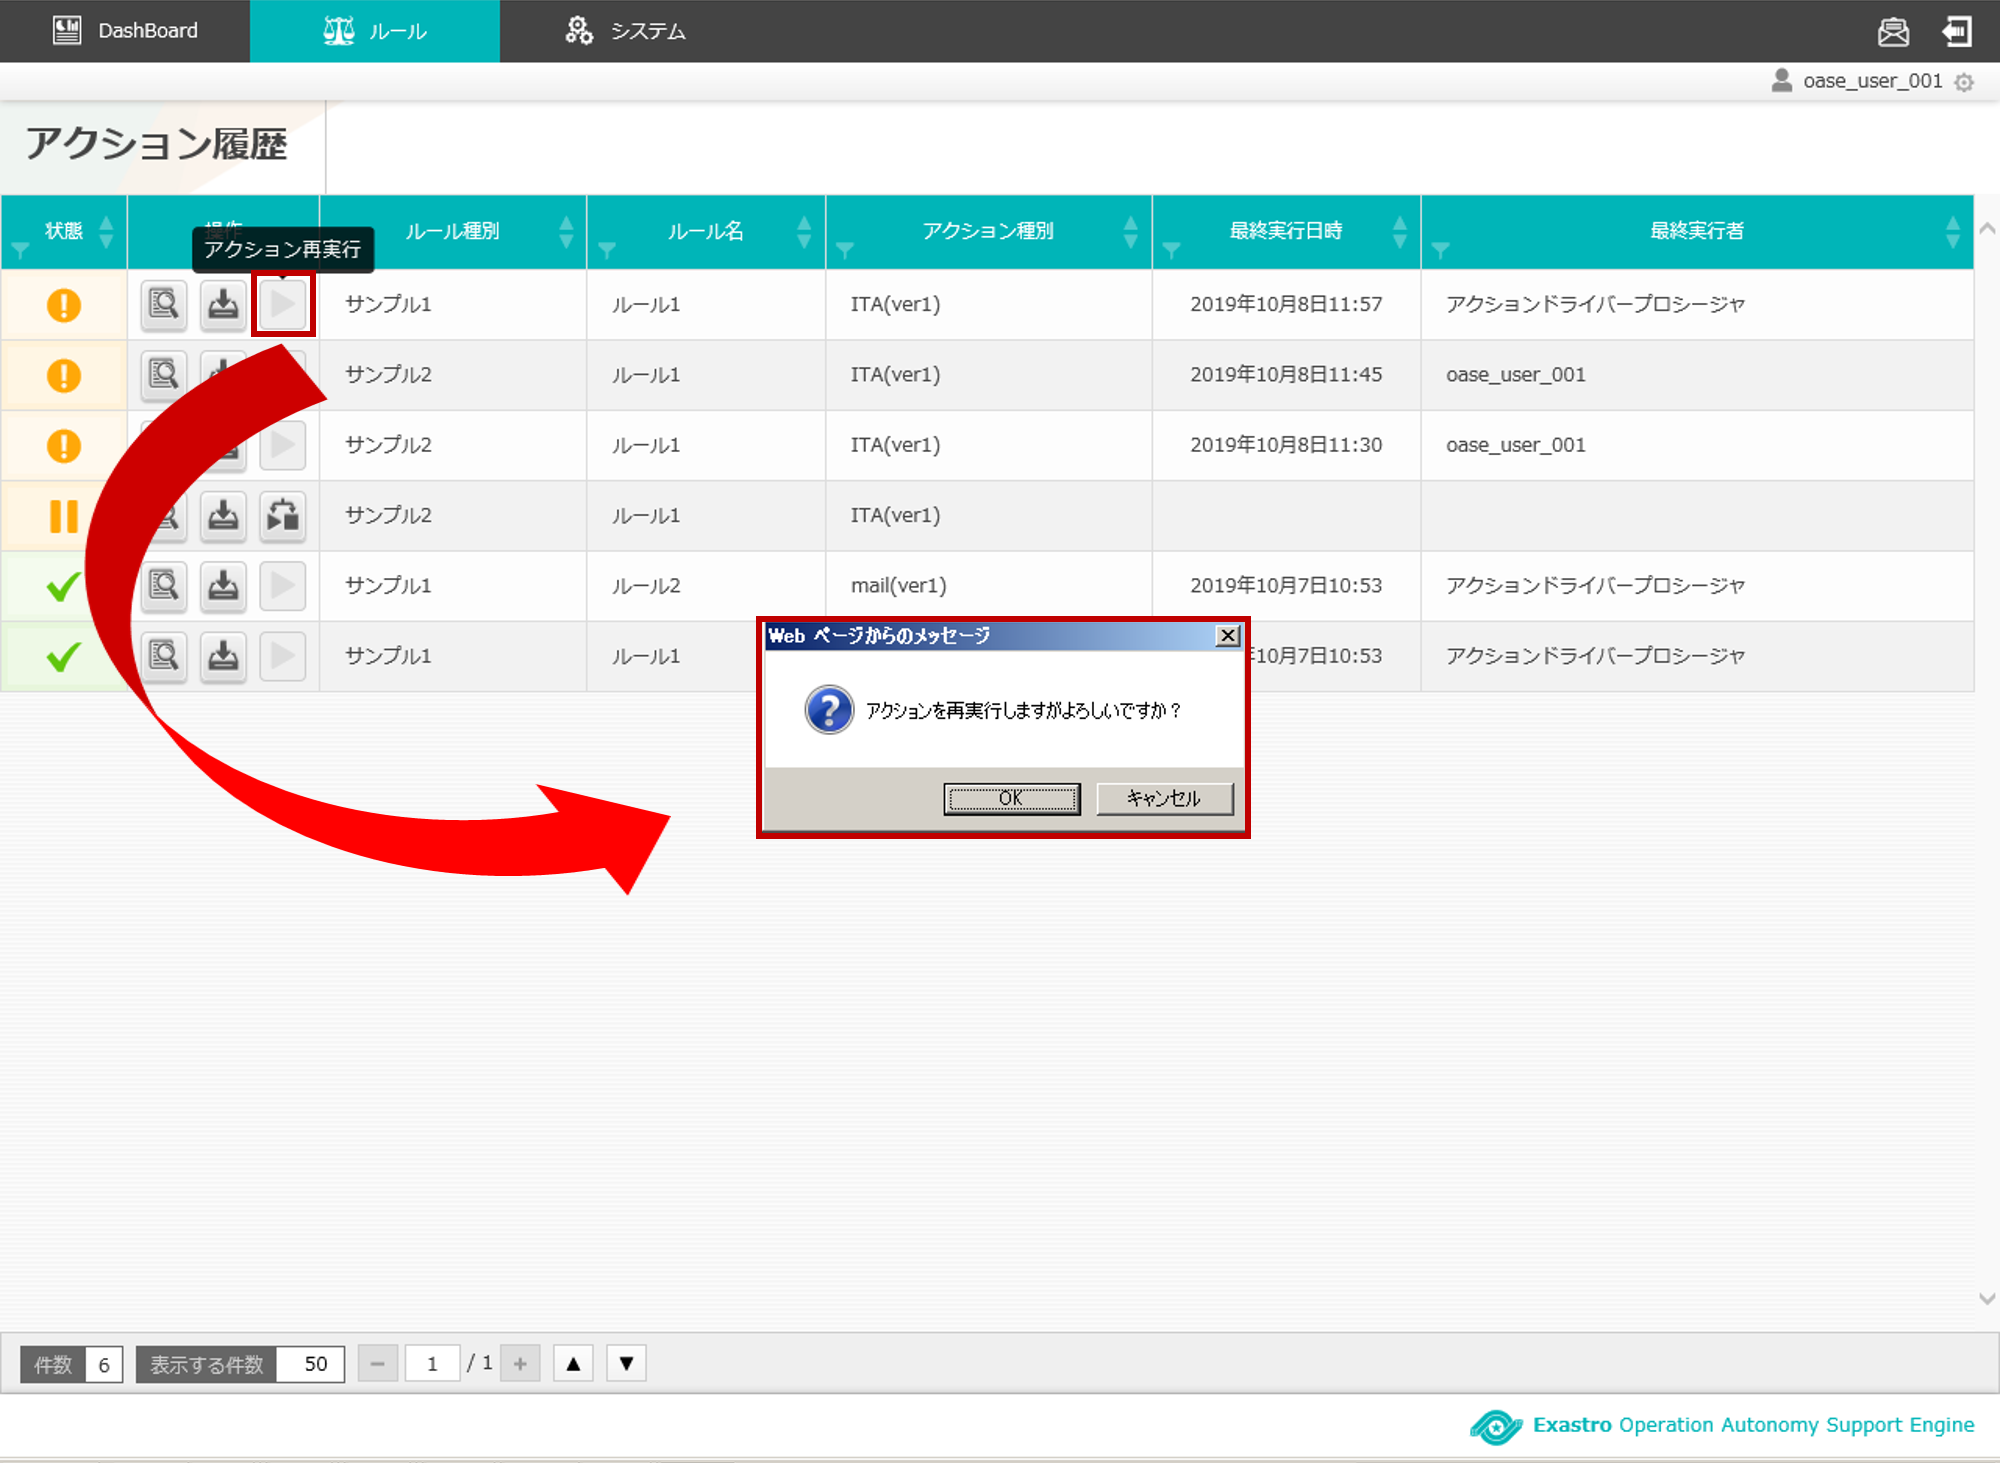 DashBoard
ルール
システム
oase_user_001
アクション履歴
状態
操作
ルール種別
ルール名
アクション種別
最終実行日時
最終実行者
アクション再実行
サンプル1
ルール1
ITA(ver1)
2019年10月8日11:57
アクションドライバープロシージャ
サンプル2
ルール1
ITA(ver1)
2019年10月8日11:45
oase_user_001
サンプル2
ルール1
ITA(ver1)
2019年10月8日11:30
oase_user_001
サンプル2
ルール1
ITA(ver1)
サンプル1
ルール2
mail(ver1)
2019年10月7日10:53
アクションドライバープロシージャ
サンプル1
ルール1
10月7日10:53
アクションドライバープロシージャ
Web ページからのメッセージ
アクションを再実行しますがよろしいですか？
OK
キャンセル
件数
6
表示する件数
50
1
/ 1
Exastro Operation Autonomy Support Engine